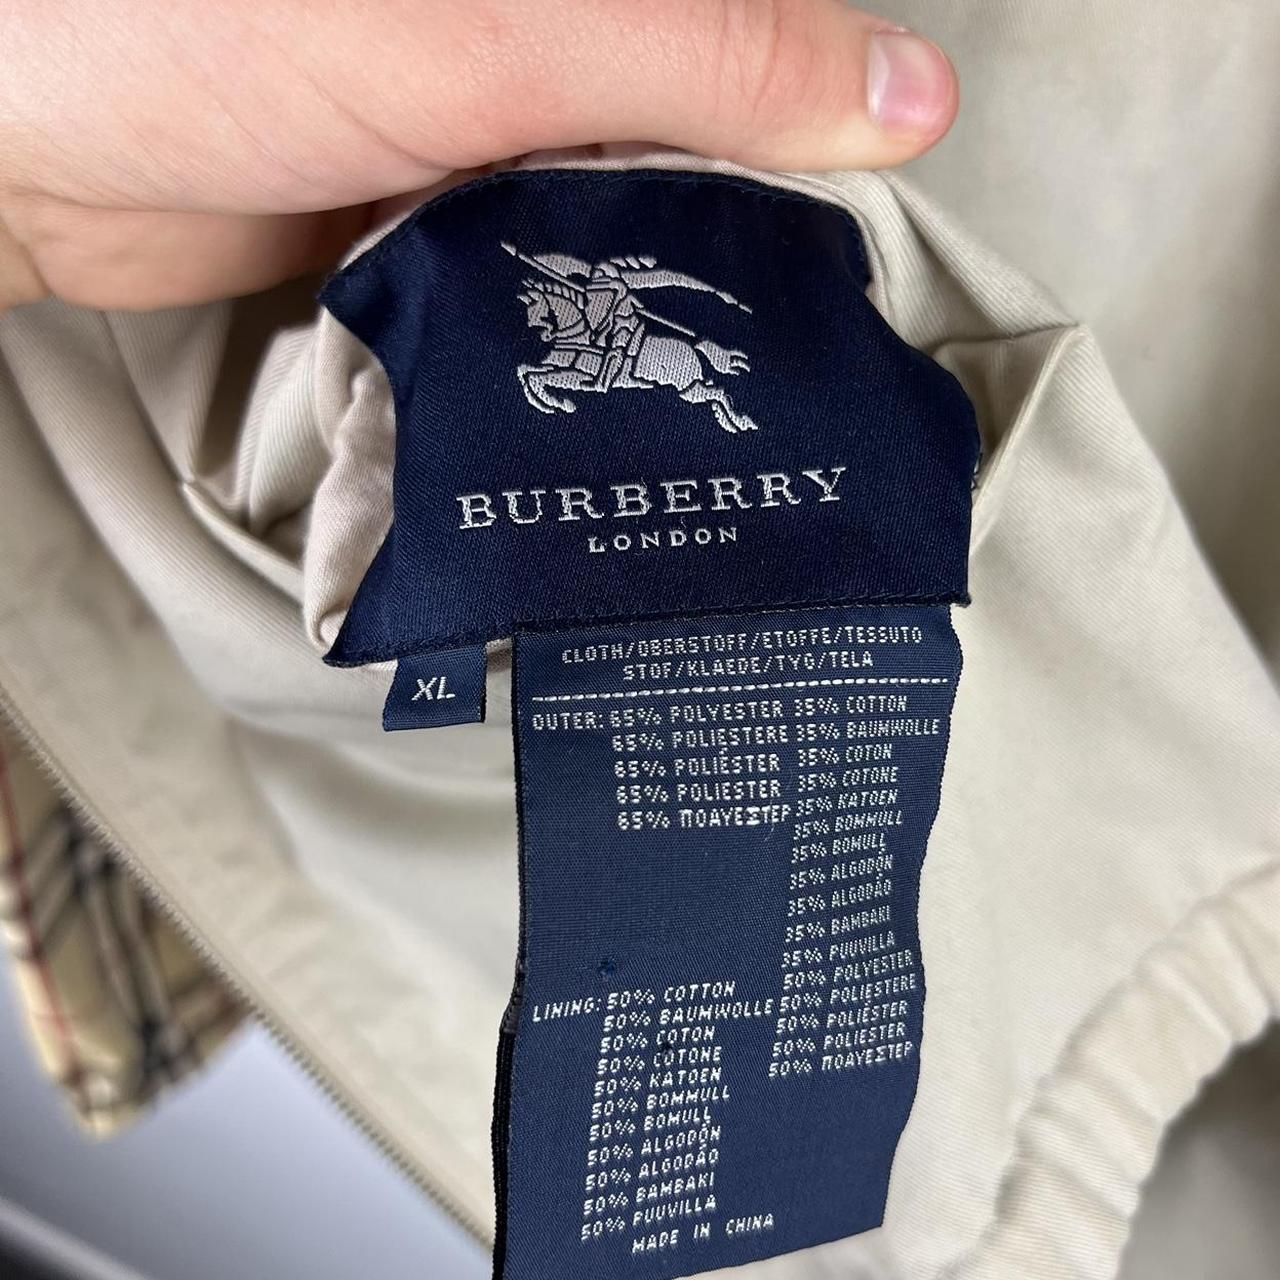 BURBERRY
LONDON
XL
CLOTH/OBERSTOFF/ETOFFE/TESSUTO
STOF/KLAEDE/TYG/TELA
OUTER: 65% POLYESTER 35% COTTON
65% POLIESTERE 35% BAUMWOLLE
65% POLIÉSTER 35% COTON
65% POLIESTER 35% COTONE
65% ΠΟΛΥΕΣΤΕΡ 35% KATOEN
35% BOMMULL
35% BOMULL
35% ALGODÓN
35% ALGODÃO
35% BAMBAKI
35% PUUVILLA
LINING: 50% COTTON 50% POLYESTER
50% BAUMWOLLE 50% POLIESTERE
50% COTON 50% POLIÉSTER
50% COTONE 50% POLIESTER
50% KATOEN 50% ΠΟΛΥΕΣΤΕΡ
50% BOMMULL
50% BOMULL
50% ALGODÓN
50% ALGODÃO
50% BAMBAKI
50% PUUVILLA
MADE IN CHINA